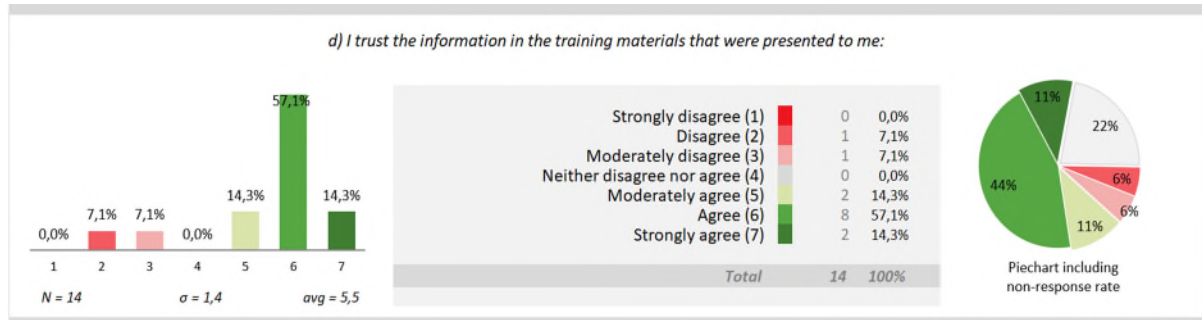 d) I trust the information in the training materials that were presented to me:
57,1%
14,3% 14,3%
7,1% 7,1%
0,0% 0,0%
1 2 3 4 5 6 7
N = 14 σ = 1,4 avg = 5,5
Strongly disagree (1) 0 0,0%
Disagree (2) 1 7,1%
Moderately disagree (3) 1 7,1%
Neither disagree nor agree (4) 0 0,0%
Moderately agree (5) 2 14,3%
Agree (6) 8 57,1%
Strongly agree (7) 2 14,3%
Total 14 100%
11%
22%
44% 6%
6%
11%
Piechart including
non-response rate